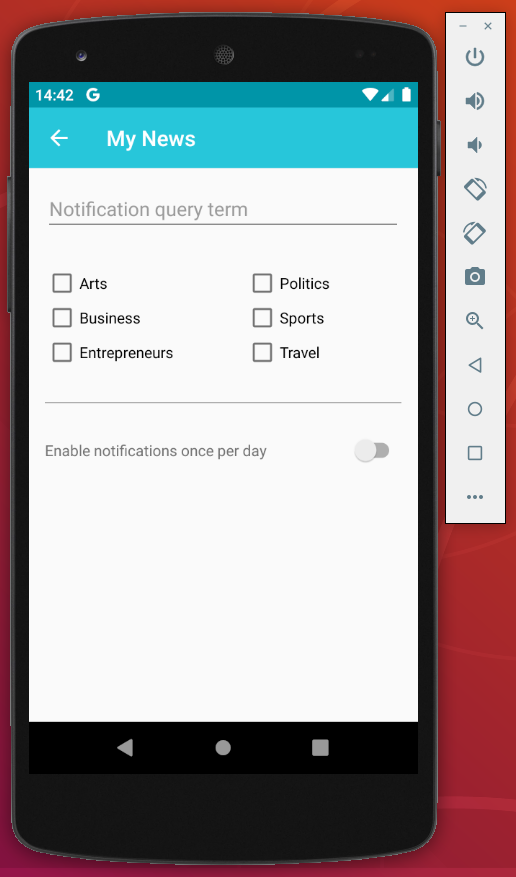 14:42 G
My News
Notification query term
Arts
Politics
Business
Sports
Entrepreneurs
Travel
Enable notifications once per day